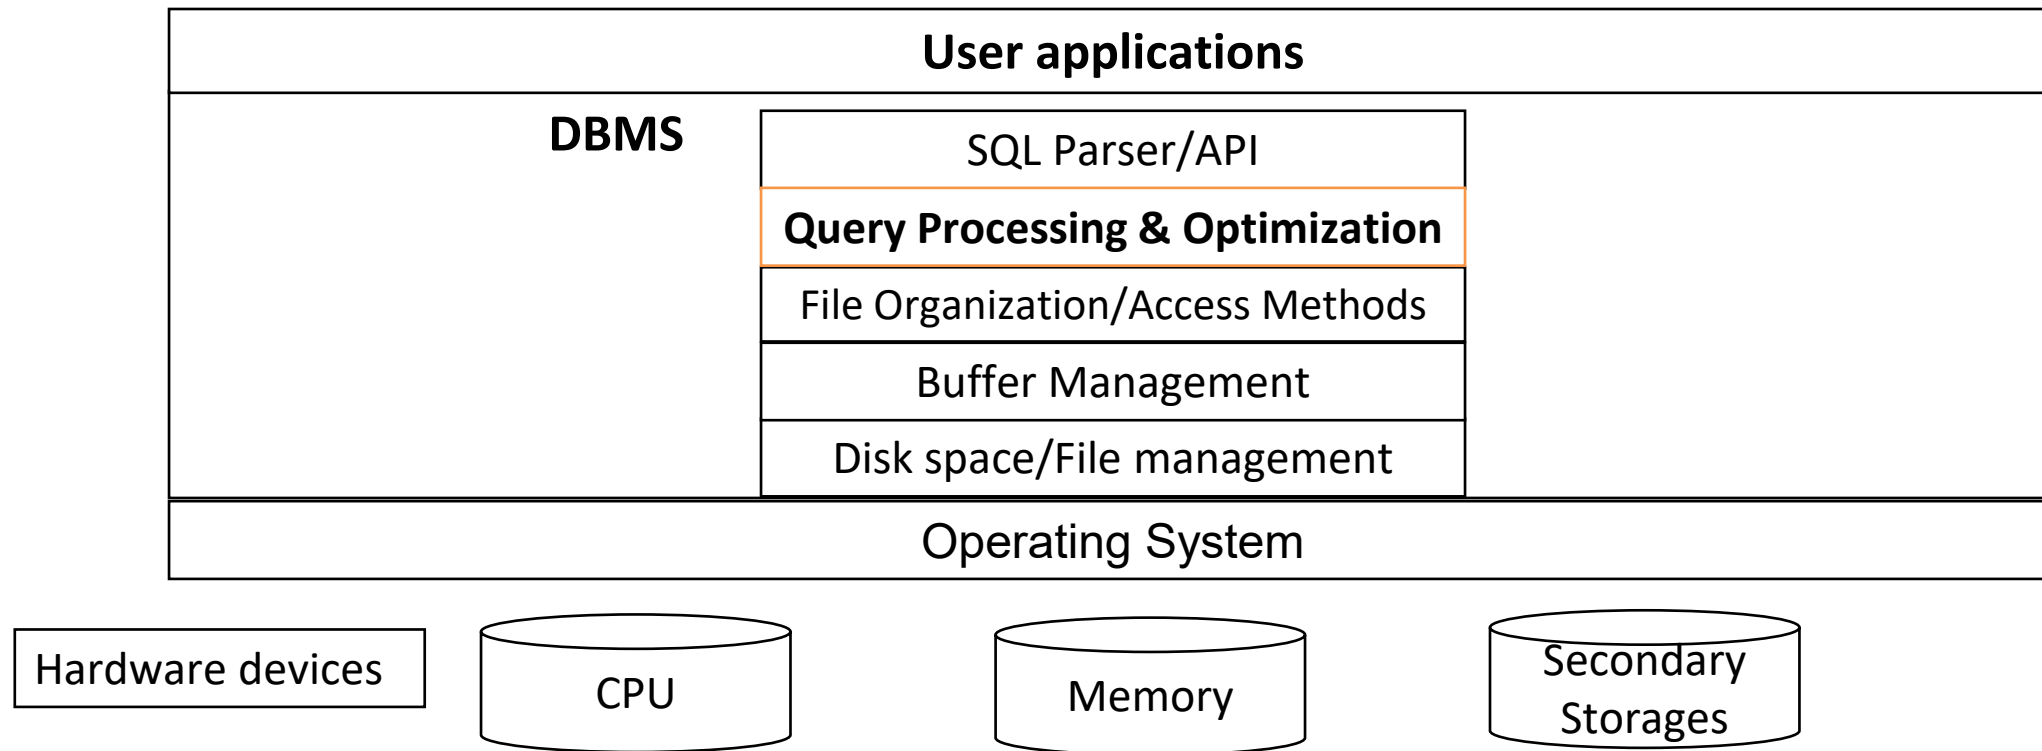 User applications
DBMS
SQL Parser/API
Query Processing & Optimization
File Organization/Access Methods
Buffer Management
Disk space/File management
Operating System
Hardware devices
CPU
Memory
Secondary
Storages